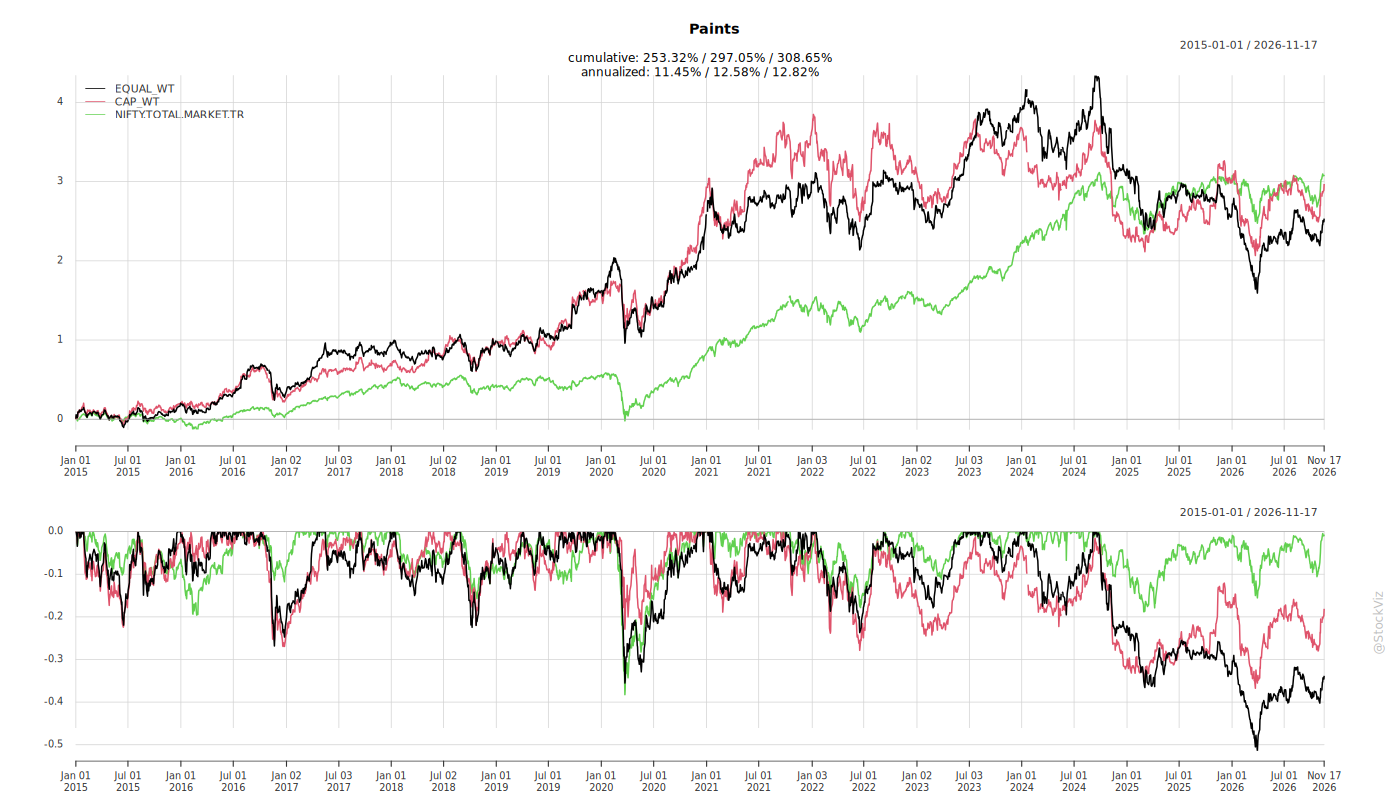 Paints
2015-01-01 / 2026-11-17
cumulative: 253.32% / 297.05% / 308.65%
annualized: 11.45% / 12.58% / 12.82%
EQUAL_WT
CAP_WT
NIFTY.TOTAL.MARKET.TR
4
3
2
1
0
Jan 01 Jul 01 Jan 01 Jul 01 Jan 02 Jul 03 Jan 01 Jul 02 Jan 01 Jul 01 Jan 01 Jul 01 Jan 01 Jul 01 Jan 03 Jul 01 Jan 02 Jul 03 Jan 01 Jul 01 Jan 01 Jul 01 Jan 01 Jul 01 Nov 17
2015 2015 2016 2016 2017 2017 2018 2018 2019 2019 2020 2020 2021 2021 2022 2022 2023 2023 2024 2024 2025 2025 2026 2026 2026
2015-01-01 / 2026-11-17
0.0
-0.1
-0.2
-0.3
-0.4
-0.5
Jan 01 Jul 01 Jan 01 Jul 01 Jan 02 Jul 03 Jan 01 Jul 02 Jan 01 Jul 01 Jan 01 Jul 01 Jan 01 Jul 01 Jan 03 Jul 01 Jan 02 Jul 03 Jan 01 Jul 01 Jan 01 Jul 01 Jan 01 Jul 01 Nov 17
2015 2015 2016 2016 2017 2017 2018 2018 2019 2019 2020 2020 2021 2021 2022 2022 2023 2023 2024 2024 2025 2025 2026 2026 2026
@StockViz